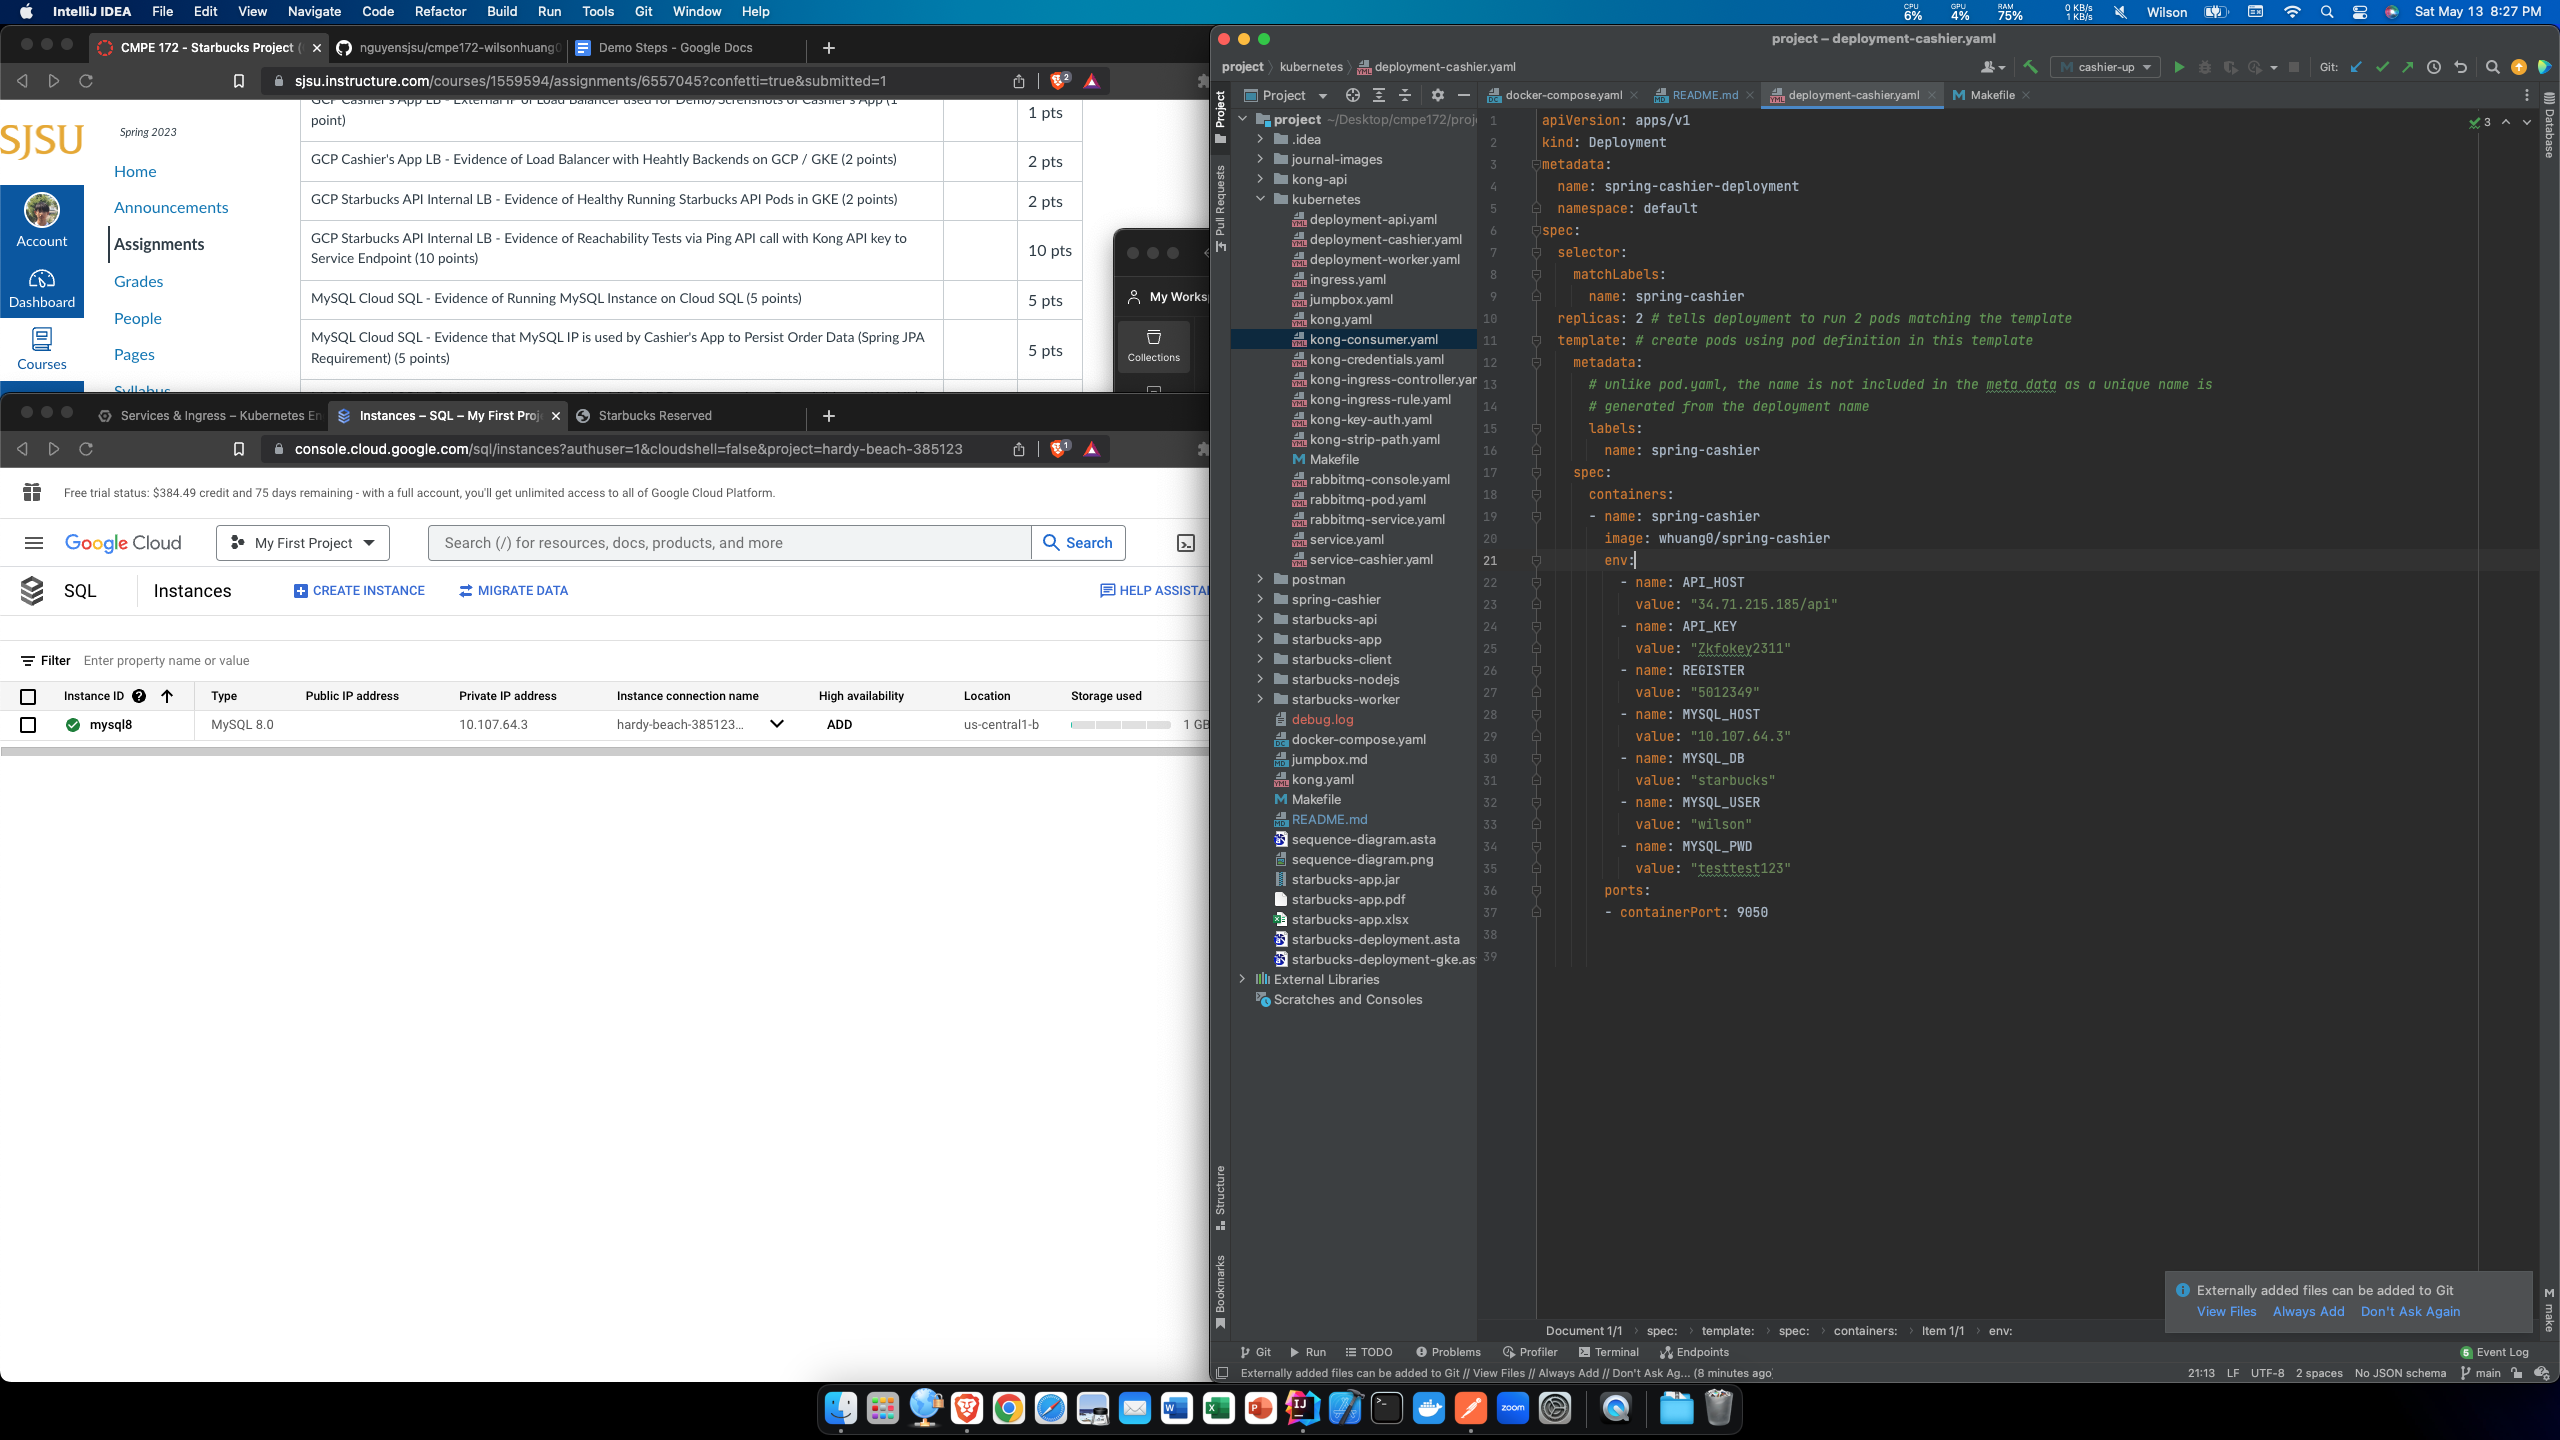 IntelliJ IDEA File Edit View Navigate Code Refactor Build Run Tools Git Window Help
CPU 6% GPU 4% RAM 75% 0 KB/s 1 KB/s Wilson Sat May 13 8:27 PM
CMPE 172 - Starbucks Project (
nguyensjsu/cmpe172-wilsonhuang0
Demo Steps - Google Docs
sjsu.instructure.com/courses/1559594/assignments/6557045?confetti=true&submitted=1
2
SJSU
Account
Dashboard
Courses
Spring 2023
Home
Announcements
Assignments
Grades
People
Pages
Syllabus
GCP Cashier's App LB - External IP of Load Balancer used for Demo/Screnshots of Cashier's App (1
point)
1 pts
GCP Cashier's App LB - Evidence of Load Balancer with Heahtly Backends on GCP / GKE (2 points)
2 pts
GCP Starbucks API Internal LB - Evidence of Healthy Running Starbucks API Pods in GKE (2 points)
2 pts
GCP Starbucks API Internal LB - Evidence of Reachability Tests via Ping API call with Kong API key to
Service Endpoint (10 points)
10 pts
MySQL Cloud SQL - Evidence of Running MySQL Instance on Cloud SQL (5 points)
5 pts
MySQL Cloud SQL - Evidence that MySQL IP is used by Cashier's App to Persist Order Data (Spring JPA
Requirement) (5 points)
5 pts
My Works
Collections
Services & Ingress – Kubernetes En
Instances – SQL – My First Proj
Starbucks Reserved
console.cloud.google.com/sql/instances?authuser=1&cloudshell=false&project=hardy-beach-385123
1
Free trial status: $384.49 credit and 75 days remaining - with a full account, you'll get unlimited access to all of Google Cloud Platform.
Google Cloud
My First Project
Search (/) for resources, docs, products, and more
Search
SQL
Instances
CREATE INSTANCE
MIGRATE DATA
HELP ASSISTA
Filter Enter property name or value
Instance ID Type Public IP address Private IP address Instance connection name High availability Location Storage used
mysql8 MySQL 8.0 10.107.64.3 hardy-beach-385123... ADD us-central1-b 1 GB
project – deployment-cashier.yaml
project kubernetes deployment-cashier.yaml
cashier-up
Git:
Project
docker-compose.yaml
README.md
deployment-cashier.yaml
Makefile
Project
Pull Requests
Structure
Bookmarks
Database
make
project ~/Desktop/cmpe172/proj
.idea
journal-images
kong-api
kubernetes
deployment-api.yaml
deployment-cashier.yaml
deployment-worker.yaml
ingress.yaml
jumpbox.yaml
kong.yaml
kong-consumer.yaml
kong-credentials.yaml
kong-ingress-controller.yam
kong-ingress-rule.yaml
kong-key-auth.yaml
kong-strip-path.yaml
Makefile
rabbitmq-console.yaml
rabbitmq-pod.yaml
rabbitmq-service.yaml
service.yaml
service-cashier.yaml
postman
spring-cashier
starbucks-api
starbucks-app
starbucks-client
starbucks-nodejs
starbucks-worker
debug.log
docker-compose.yaml
jumpbox.md
kong.yaml
Makefile
README.md
sequence-diagram.asta
sequence-diagram.png
starbucks-app.jar
starbucks-app.pdf
starbucks-app.xlsx
starbucks-deployment.asta
starbucks-deployment-gke.as
External Libraries
Scratches and Consoles
3
1 apiVersion: apps/v1
2 kind: Deployment
3 metadata:
4 name: spring-cashier-deployment
5 namespace: default
6 spec:
7 selector:
8 matchLabels:
9 name: spring-cashier
10 replicas: 2 # tells deployment to run 2 pods matching the template
11 template: # create pods using pod definition in this template
12 metadata:
13 # unlike pod.yaml, the name is not included in the meta data as a unique name is
14 # generated from the deployment name
15 labels:
16 name: spring-cashier
17 spec:
18 containers:
19 - name: spring-cashier
20 image: whuang0/spring-cashier
21 env:
22 - name: API_HOST
23 value: "34.71.215.185/api"
24 - name: API_KEY
25 value: "Zkfokey2311"
26 - name: REGISTER
27 value: "5012349"
28 - name: MYSQL_HOST
29 value: "10.107.64.3"
30 - name: MYSQL_DB
31 value: "starbucks"
32 - name: MYSQL_USER
33 value: "wilson"
34 - name: MYSQL_PWD
35 value: "testtest123"
36 ports:
37 - containerPort: 9050
38
39
Externally added files can be added to Git
View Files Always Add Don't Ask Again
Document 1/1 spec: template: spec: containers: Item 1/1 env:
Git Run TODO Problems Profiler Terminal Endpoints
5 Event Log
Externally added files can be added to Git // View Files // Always Add // Don't Ask Ag... (8 minutes ago)
21:13 LF UTF-8 2 spaces No JSON schema main
zoom